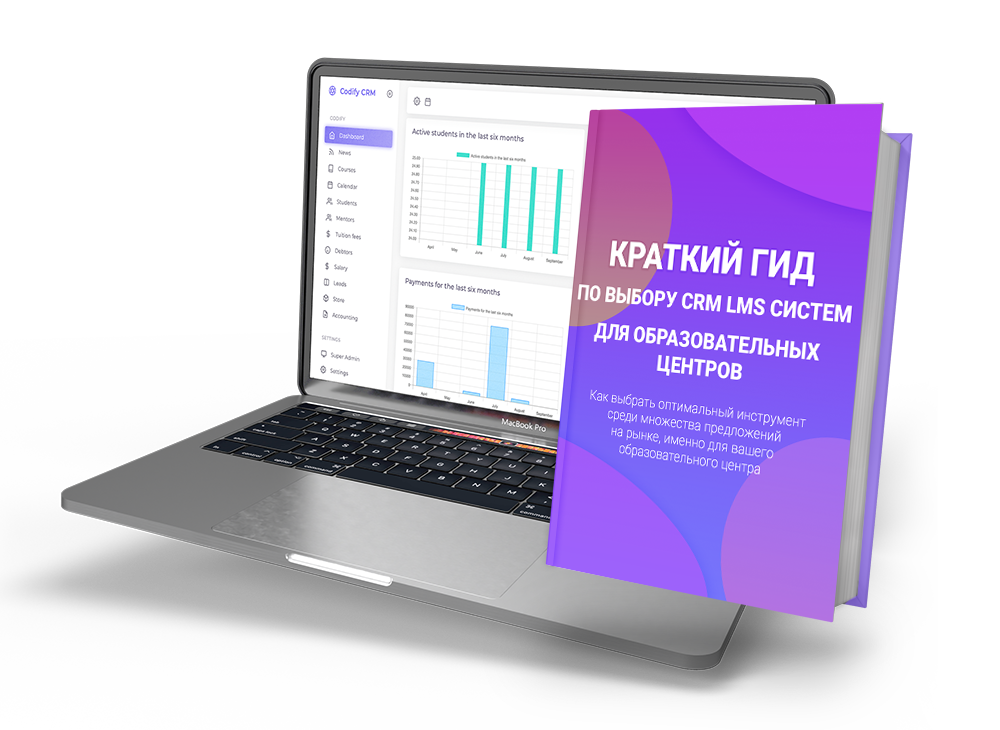 Codify CRM
CODIFY
Dashboard
News
Courses
Calendar
Students
Mentors
Tuition fees
Debtors
Salary
Leads
Store
Accounting
SETTINGS
Super Admin
Settings
Active students in the last six months
Active students in the last six months
April May June July August September
Payments for the last six months
Payments for the last six months
April May June July August September
MacBook Pro
КРАТКИЙ ГИД
ПО ВЫБОРУ CRM LMS СИСТЕМ
ДЛЯ ОБРАЗОВАТЕЛЬНЫХ
ЦЕНТРОВ
Как выбрать оптимальный инструмент
среди множества предложений
на рынке, именно для вашего
образовательного центра